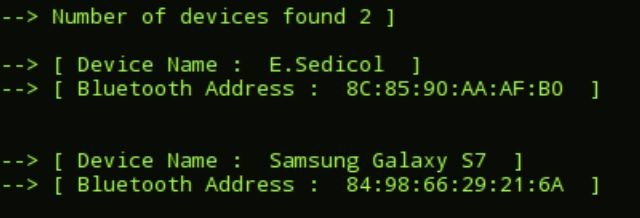 --> Number of devices found 2 ]
--> [ Device Name :  E.Sedicol  ]
--> [ Bluetooth Address :  8C:85:90:AA:AF:B0  ]
--> [ Device Name :  Samsung Galaxy S7  ]
--> [ Bluetooth Address :  84:98:66:29:21:6A  ]